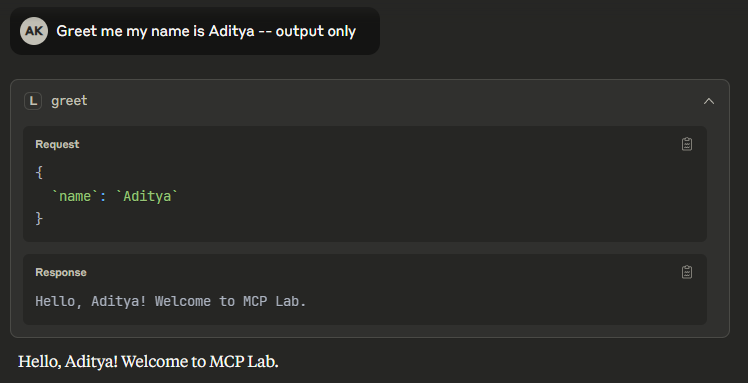 AK Greet me my name is Aditya -- output only
L greet
Request
{
`name`: `Aditya`
}
Response
Hello, Aditya! Welcome to MCP Lab.
Hello, Aditya! Welcome to MCP Lab.